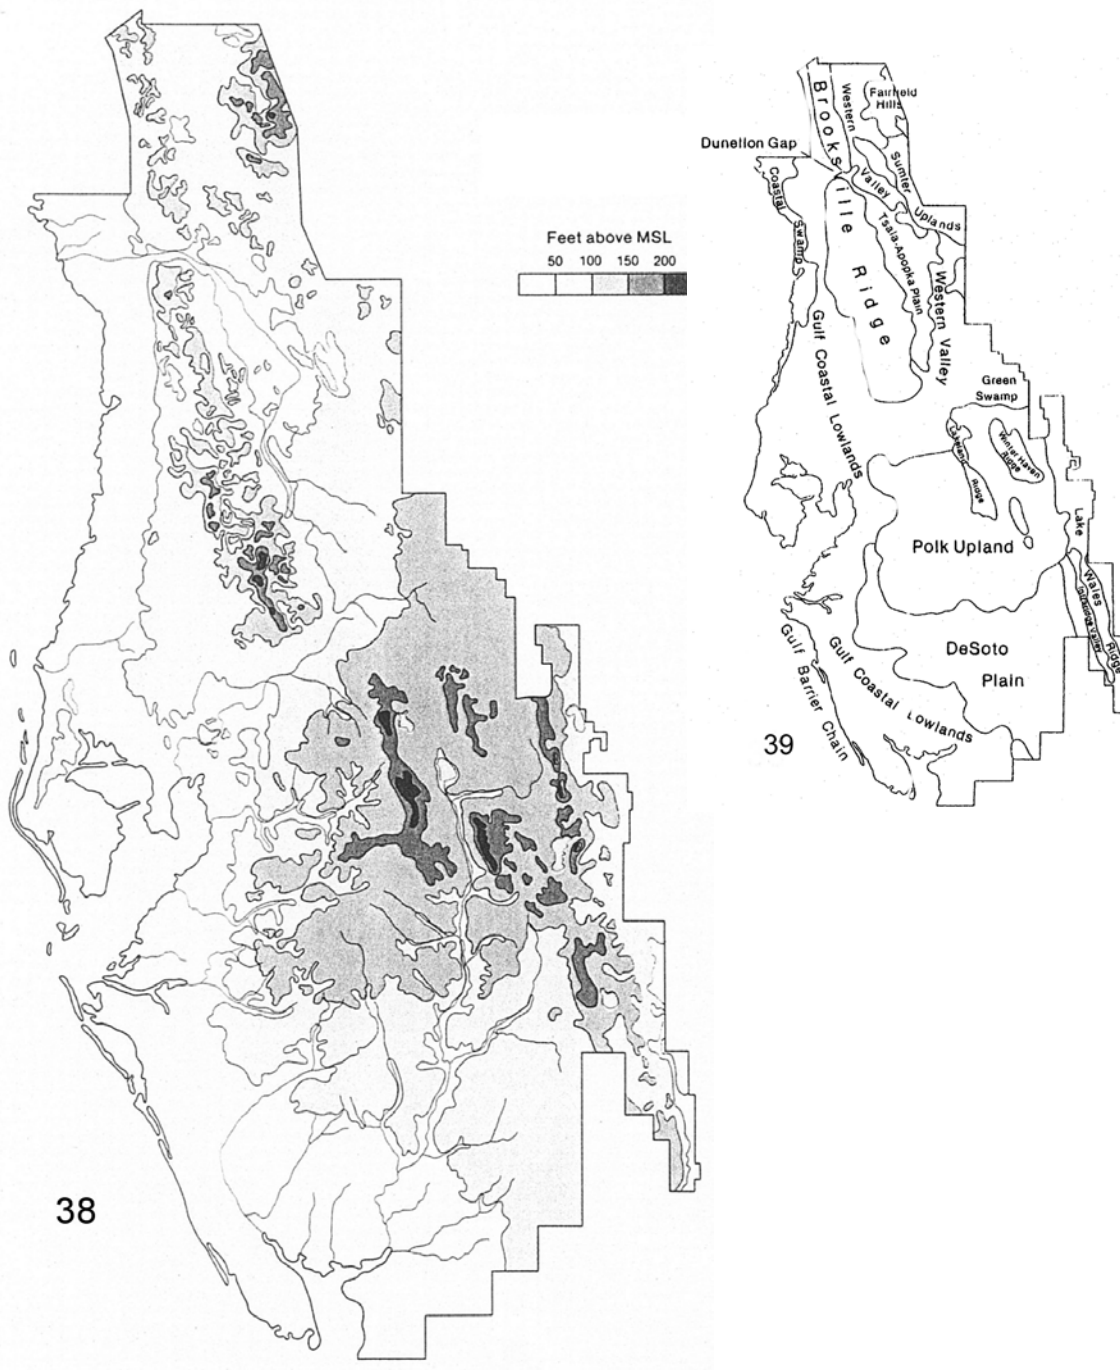 Feet above MSL
50 100 150 200
38
Brooksville Ridge
Western Valley
Fairfield Hills
Dunellon Gap
Coastal Swamp
Sumter Uplands
Tsala-Apopka Plain
Western Valley
Gulf Coastal Lowlands
Green
Swamp
Lakeland Ridge
Winter Haven
Ridge
Polk Upland
Lake Wales Ridge
Intraridge Valley
DeSoto
Plain
Gulf Barrier Chain
Gulf Coastal Lowlands
39